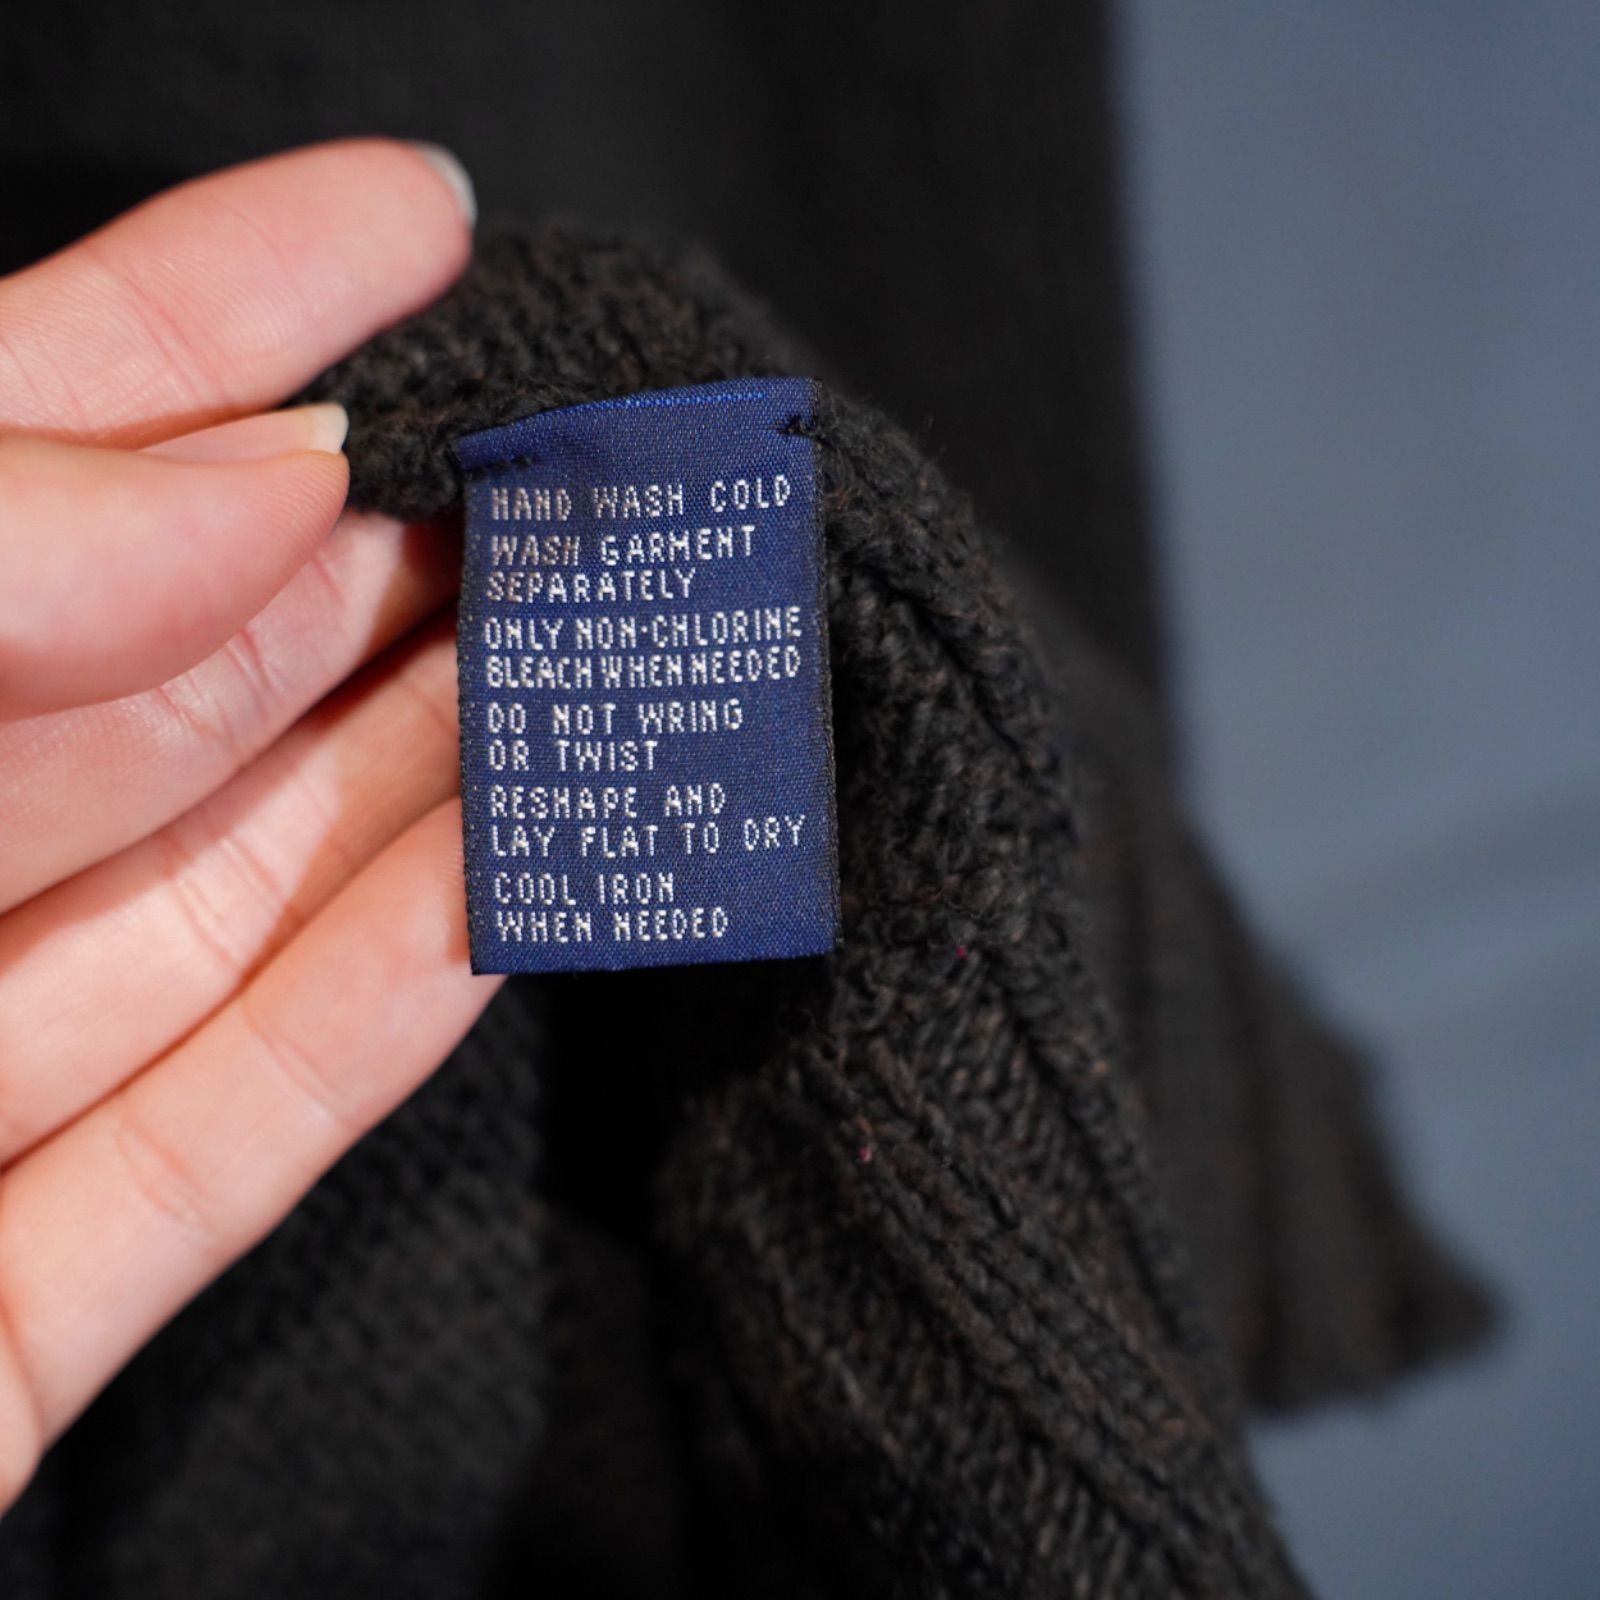 HAND WASH COLD
WASH GARMENT
SEPARATELY
ONLY NON-CHLORINE
BLEACH WHEN NEEDED
DO NOT WRING
OR TWIST
RESHAPE AND
LAY FLAT TO DRY
COOL IRON
WHEN NEEDED